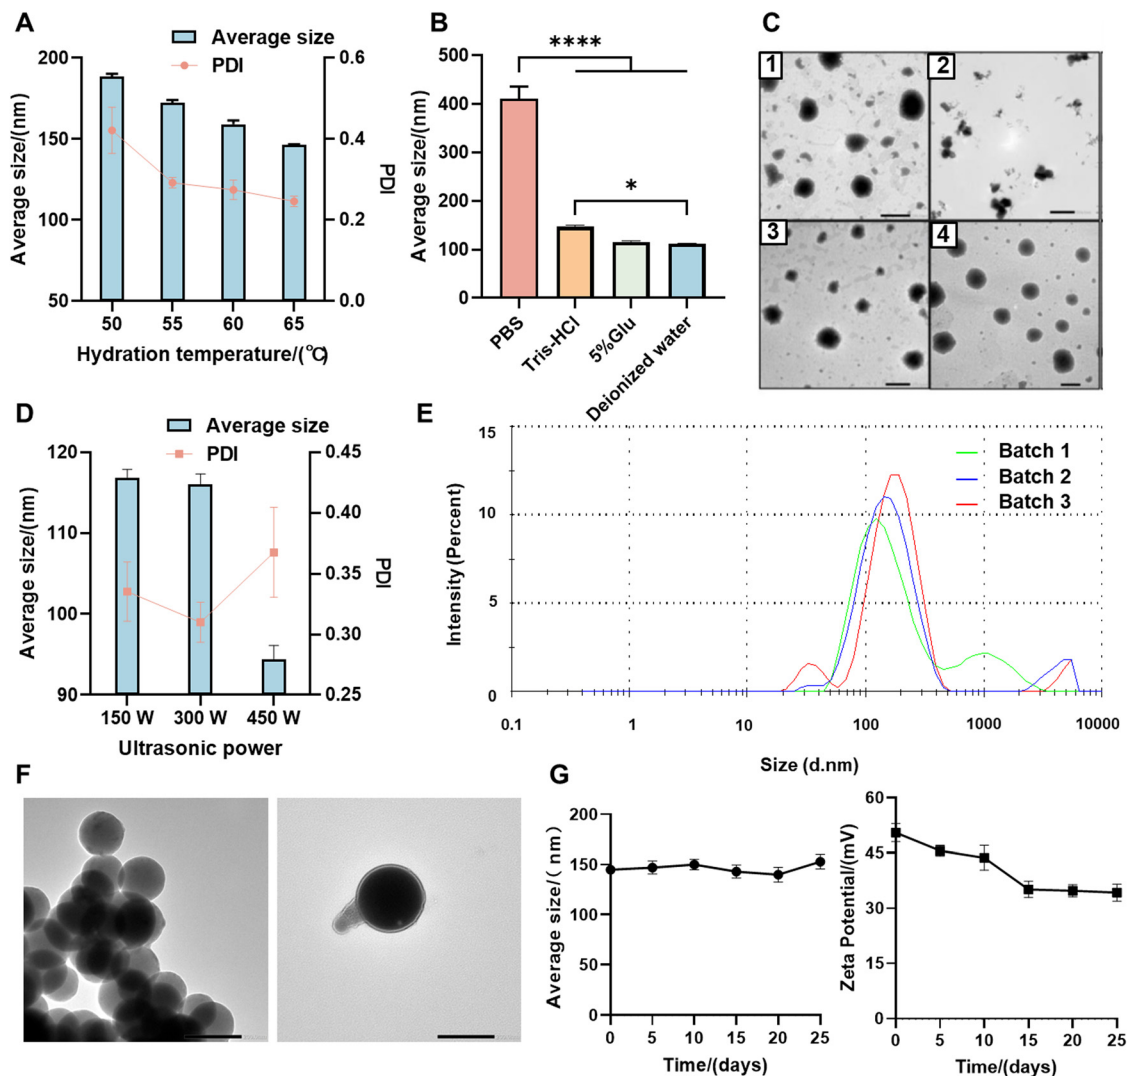 A
Average size
PDI
Average size/(nm)
200
150
100
50
0.6
0.4
0.2
0.0
PDI
50 55 60 65
Hydration temperature/(℃)
B
****
*
Average size/(nm)
500
400
300
200
100
0
PBS
Tris-HCl
5%Glu
Deionized water
C
1
2
3
4
D
Average size
PDI
Average size/(nm)
120
110
100
90
0.45
0.40
0.35
0.30
0.25
PDI
150 W 300 W 450 W
Ultrasonic power
E
Intensity (Percent)
15
10
5
0
Batch 1
Batch 2
Batch 3
0.1 1 10 100 1000 10000
Size (d.nm)
F
G
Average size/(nm)
200
150
100
50
0
0 5 10 15 20 25
Time/(days)
Zeta Potential/(mV)
60
45
30
15
0
0 5 10 15 20 25
Time/(days)